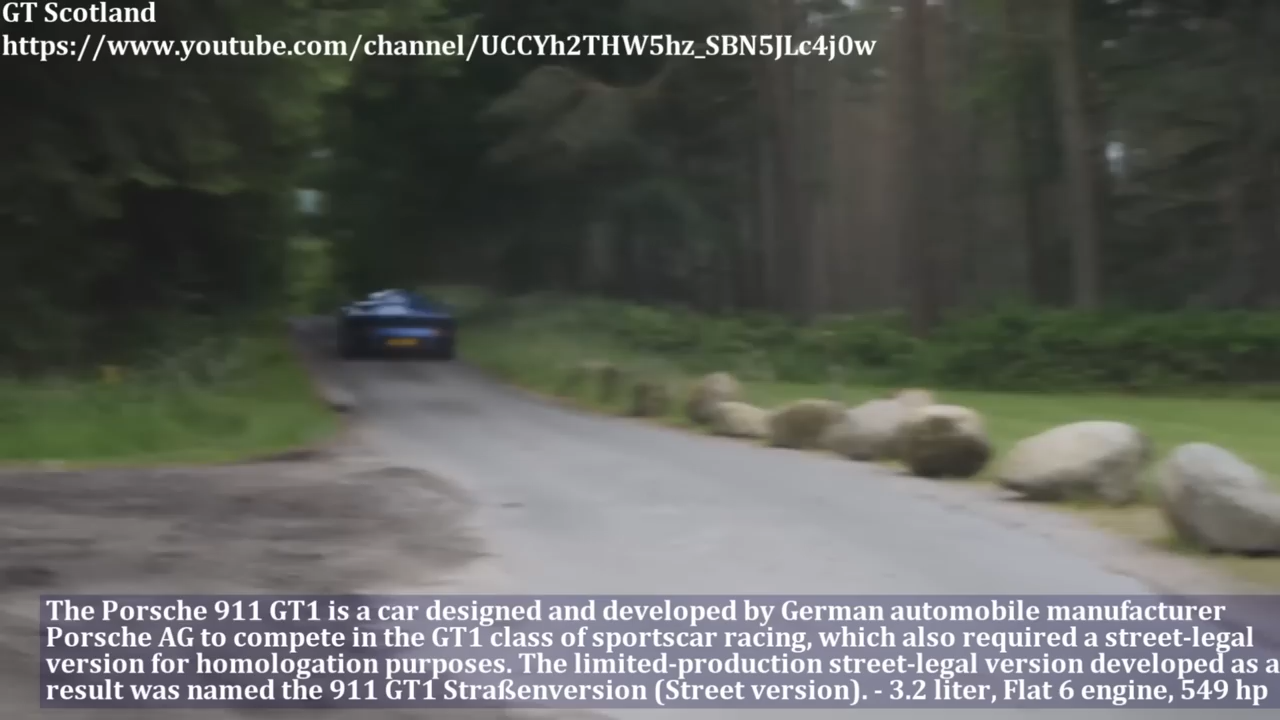 GT Scotland
https://www.youtube.com/channel/UCCYh2THW5hz_SBN5JLc4j0w
The Porsche 911 GT1 is a car designed and developed by German automobile manufacturer
Porsche AG to compete in the GT1 class of sportscar racing, which also required a street-legal
version for homologation purposes. The limited-production street-legal version developed as a
result was named the 911 GT1 Straßenversion (Street version). - 3.2 liter, Flat 6 engine, 549 hp